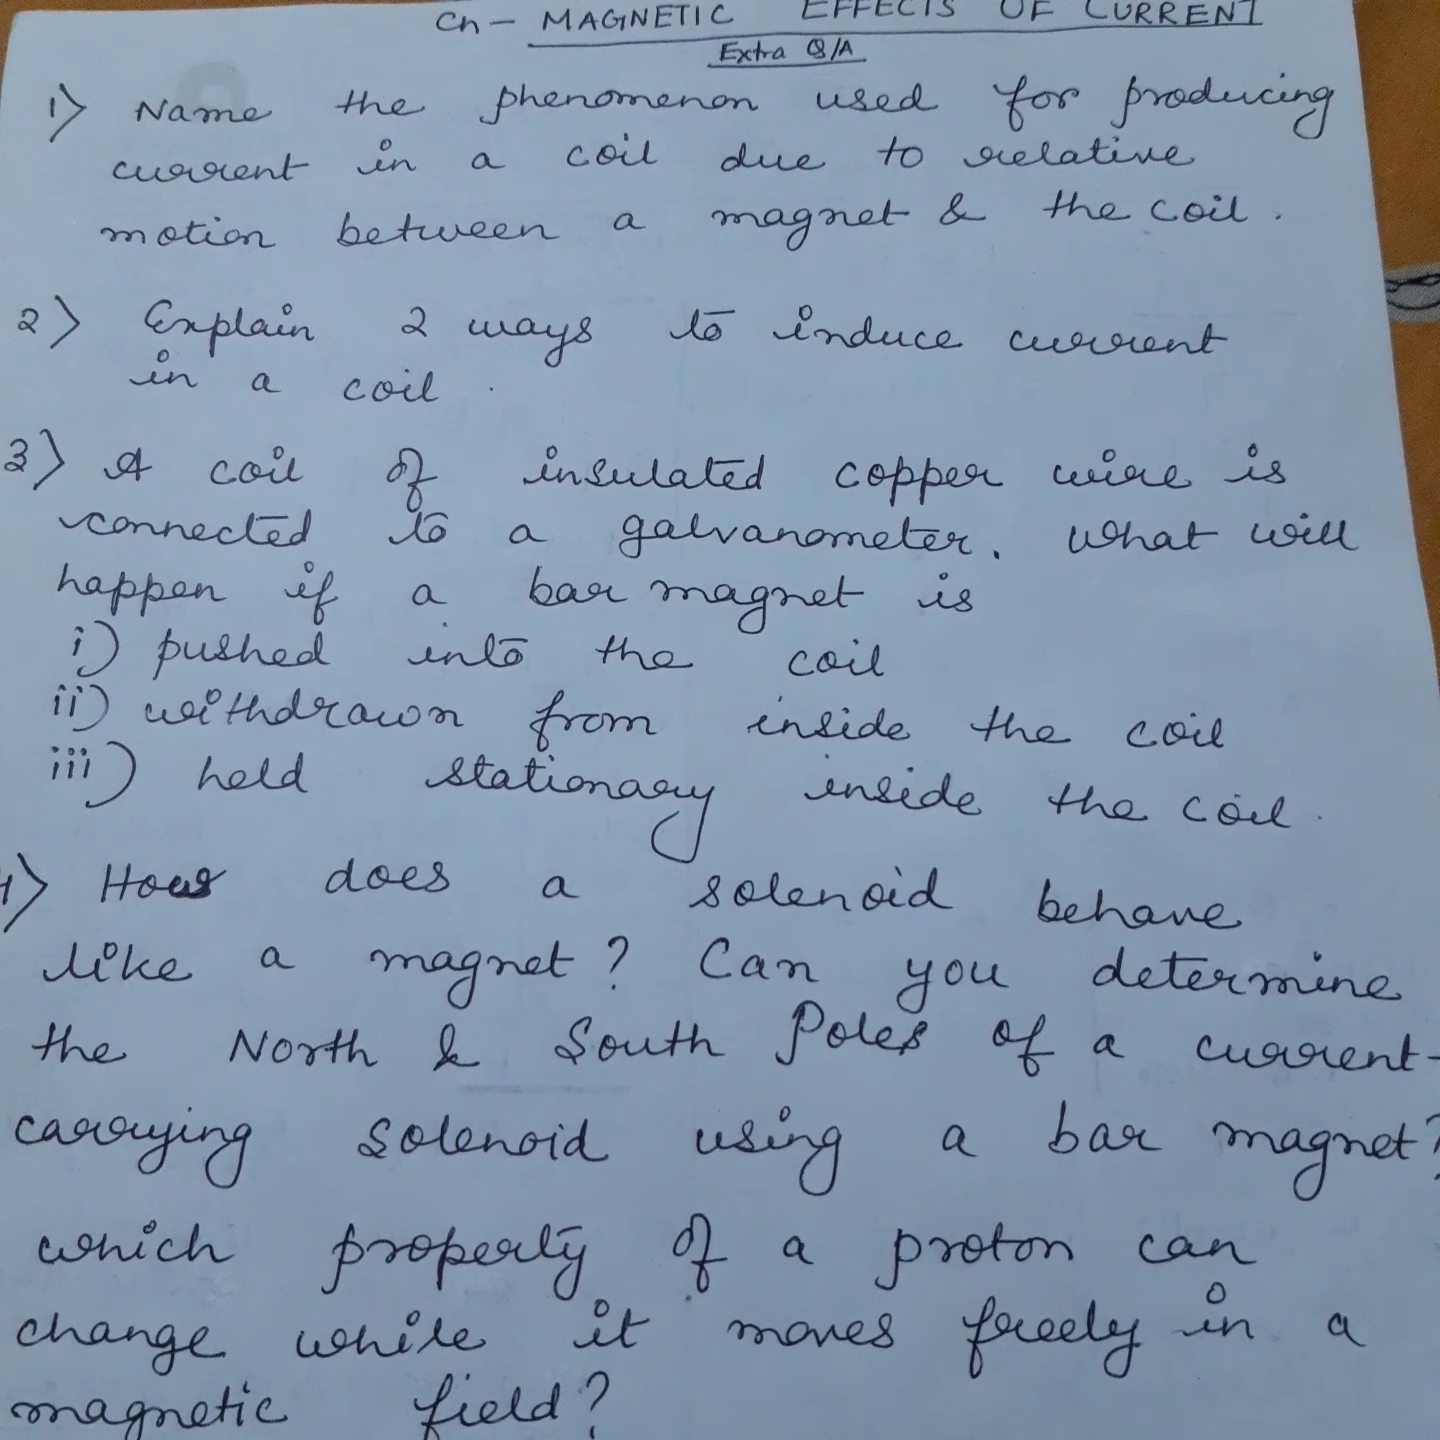 Ch - MAGNETIC EFFECTS OF CURRENT
Extra Q/A
1) Name the phenomenon used for producing
current in a coil due to relative
motion between a magnet & the coil.
2) Explain 2 ways to induce current
in a coil.
3) A coil of insulated copper wire is
connected to a galvanometer. What will
happen if a bar magnet is
i) pushed into the coil
ii) withdrawn from inside the coil
iii) held stationary inside the coil.
4) How does a solenoid behave
like a magnet? Can you determine
the North & South Poles of a current-
carrying solenoid using a bar magnet?
which property of a proton can
change while it moves freely in a
magnetic field?